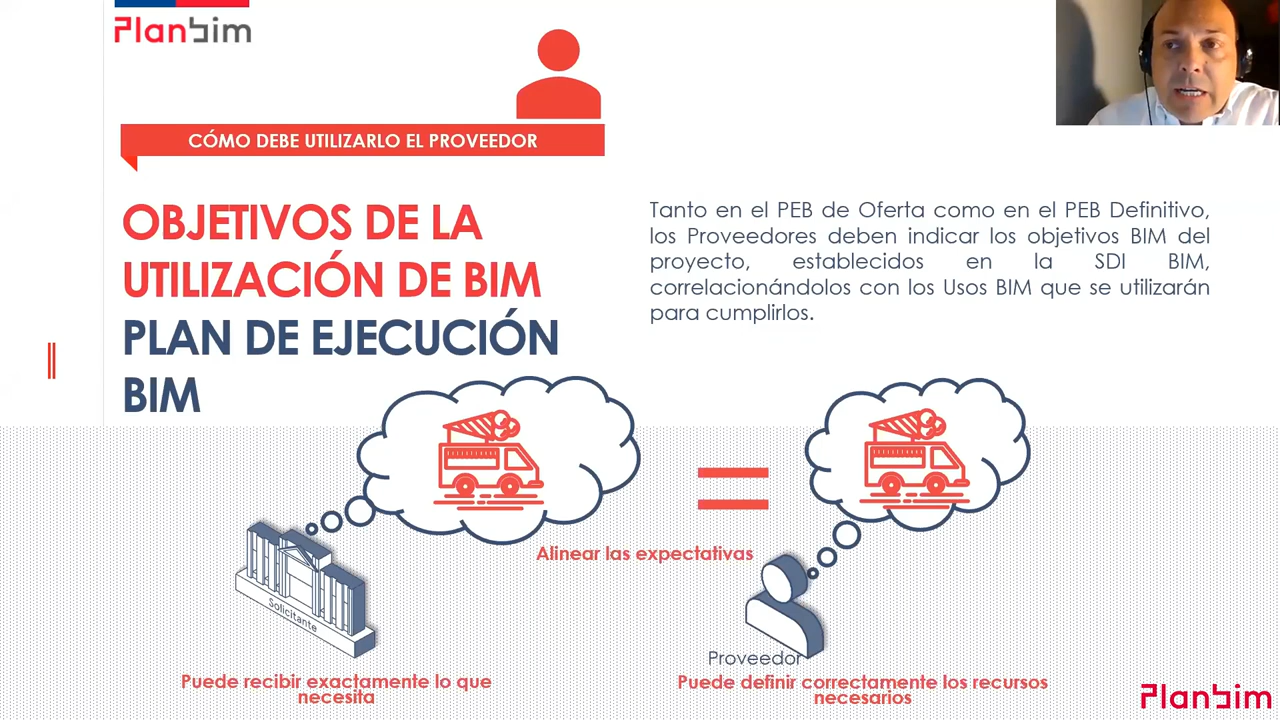 PlanBim
CÓMO DEBE UTILIZARLO EL PROVEEDOR
OBJETIVOS DE LA
UTILIZACIÓN DE BIM
PLAN DE EJECUCIÓN
BIM
Tanto en el PEB de Oferta como en el PEB Definitivo,
los Proveedores deben indicar los objetivos BIM del
proyecto, establecidos en la SDI BIM,
correlacionándolos con los Usos BIM que se utilizarán
para cumplirlos.
Alinear las expectativas
Solicitante
Proveedor
Puede recibir exactamente lo que
necesita
Puede definir correctamente los recursos
necesarios
PlanBim